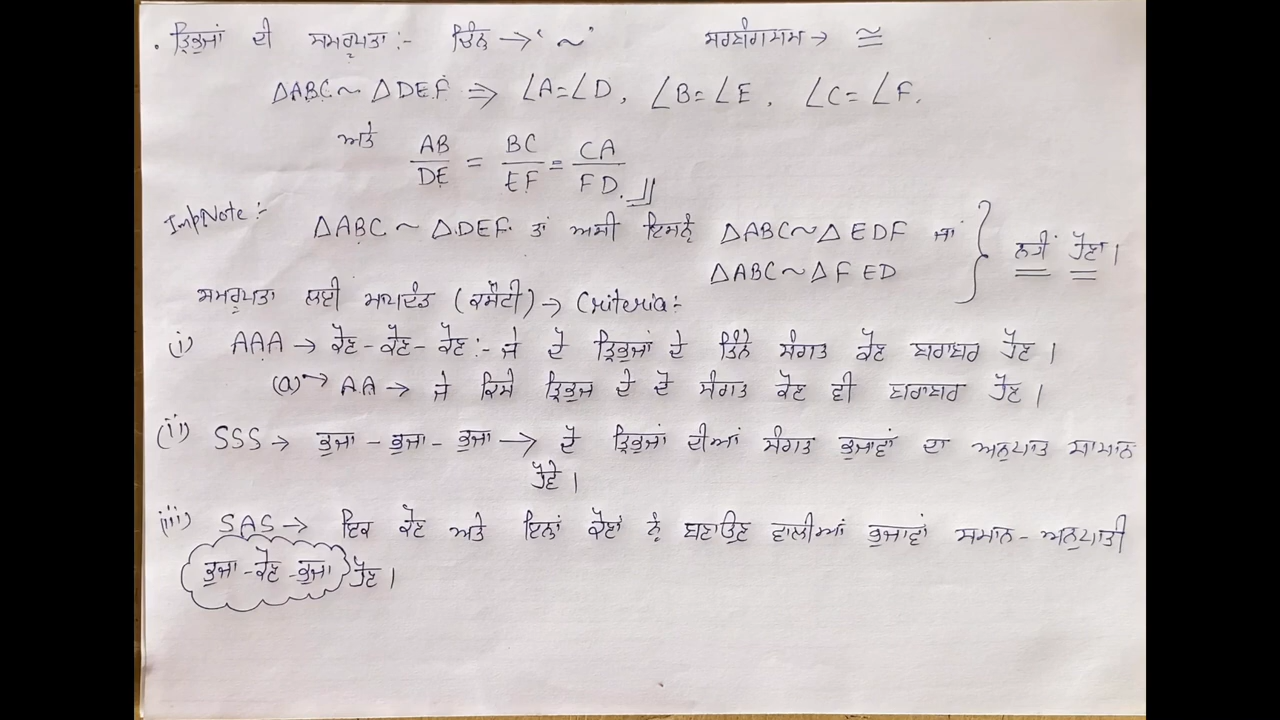 . ਤ੍ਰਿਭੁਜਾਂ ਦੀ ਸਮਰੂਪਤਾ :- ਚਿੰਨ → ‘ ~ ’ ਸਰਬੰਗਸਮ → ≅
△ABC ~ △DEF ⇒ ∠A=∠D, ∠B=∠E, ∠C=∠F.
ਅਤੇ AB/DE = BC/EF = CA/FD.
Imp Note :- △ABC ~ △DEF ਤਾਂ ਅਸੀ ਇਸਨੂੰ △ABC ~ △EDF ਜਾਂ
△ABC ~ △FED } ਨਹੀਂ ਹੋਣਾ।
ਸਮਰੂਪਤਾ ਲਈ ਮਾਪਦੰਡ (ਕਸੌਟੀ) → Criteria :-
(i) AAA → ਕੋਣ - ਕੋਣ - ਕੋਣ :- ਜੇ ਦੋ ਤ੍ਰਿਭੁਜਾਂ ਦੇ ਤਿੰਨੇ ਸੰਗਤ ਕੋਣ ਬਰਾਬਰ ਹੋਣ।
(a) → AA → ਜੇ ਕਿਸੇ ਤ੍ਰਿਭੁਜ ਦੇ ਦੋ ਸੰਗਤ ਕੋਣ ਵੀ ਬਰਾਬਰ ਹੋਣ।
(ii) SSS → ਭੁਜਾ - ਭੁਜਾ - ਭੁਜਾ → ਦੋ ਤ੍ਰਿਭੁਜਾਂ ਦੀਆਂ ਸੰਗਤ ਭੁਜਾਵਾਂ ਦਾ ਅਨੁਪਾਤ ਸਾਮਾਨ
ਹੋਵੇ।
(iii) SAS → ਇਕ ਕੋਣ ਅਤੇ ਇਨਾਂ ਕੋਣਾਂ ਨੂੰ ਬਣਾਉਣ ਵਾਲੀਆਂ ਭੁਜਾਵਾਂ ਸਮਾਨ - ਅਨੁਪਾਤੀ
ਭੁਜਾ - ਕੋਣ - ਭੁਜਾ ਹੋਣ।